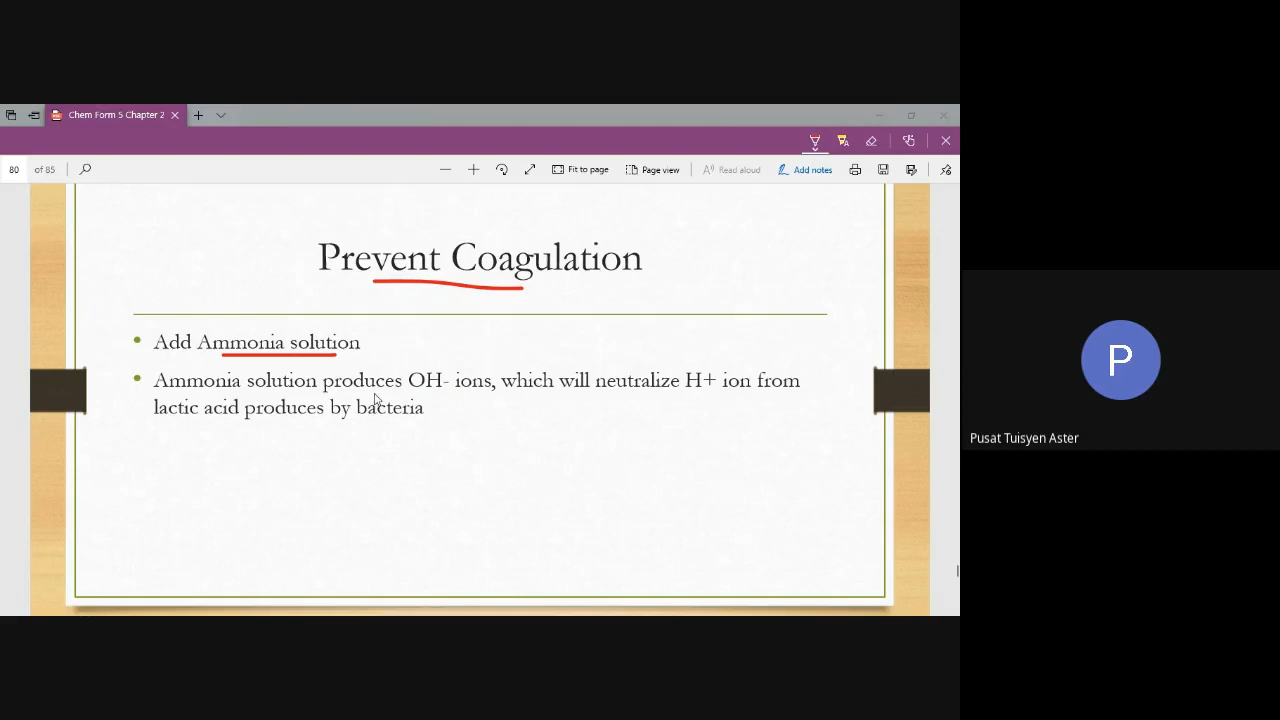 Chem Form 5 Chapter 2
80 of 85
Fit to page
Page view
Read aloud
Add notes
Prevent Coagulation
Add Ammonia solution
Ammonia solution produces OH- ions, which will neutralize H+ ion from
lactic acid produces by bacteria
P
Pusat Tuisyen Aster